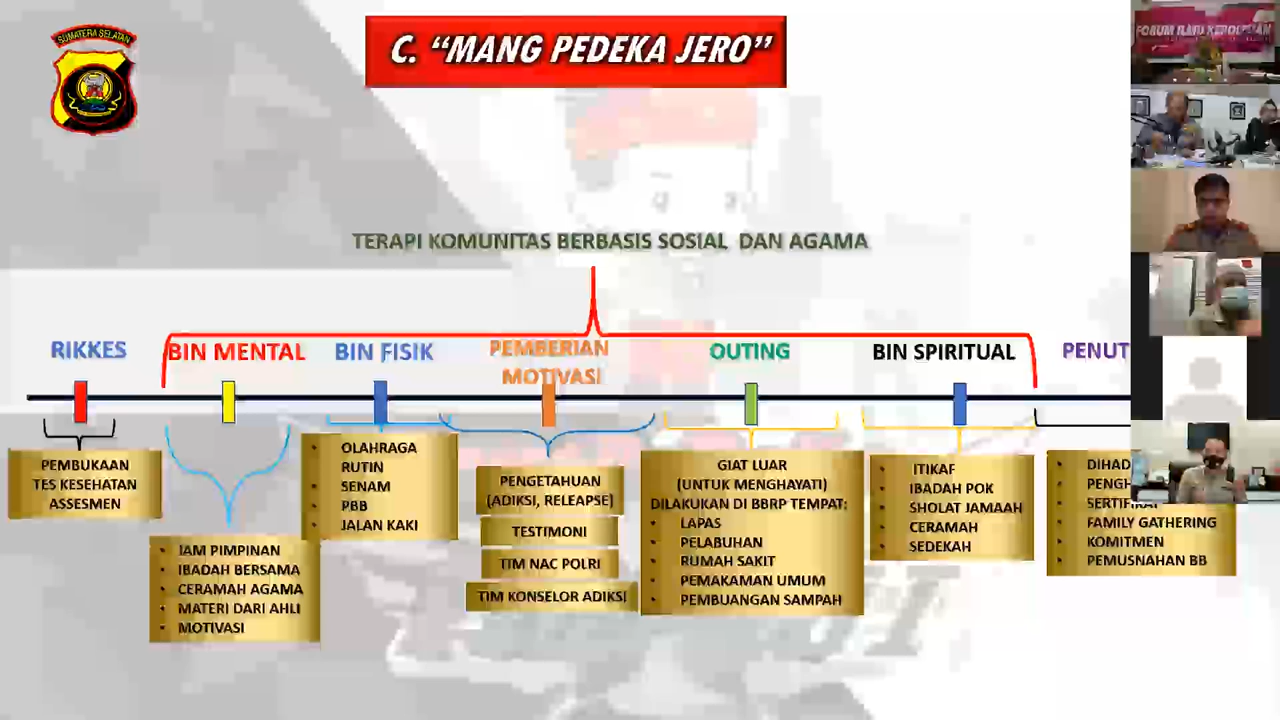 SUMATERA SELATAN
C. “MANG PEDEKA JERO”
FORUM ILMU KEPOLISIAN
TERAPI KOMUNITAS BERBASIS SOSIAL DAN AGAMA
RIKKES
PEMBUKAAN
TES KESEHATAN
ASSESMEN
BIN MENTAL
• IAM PIMPINAN
• IBADAH BERSAMA
• CERAMAH AGAMA
• MATERI DARI AHLI
• MOTIVASI
BIN FISIK
• OLAHRAGA
RUTIN
• SENAM
• PBB
• JALAN KAKI
PEMBERIAN
MOTIVASI
PENGETAHUAN
(ADIKSI, RELEAPSE)
TESTIMONI
TIM NAC POLRI
TIM KONSELOR ADIKSI
OUTING
GIAT LUAR
(UNTUK MENGHAYATI)
DILAKUKAN DI BBRP TEMPAT:
• LAPAS
• PELABUHAN
• RUMAH SAKIT
• PEMAKAMAN UMUM
• PEMBUANGAN SAMPAH
BIN SPIRITUAL
• ITIKAF
• IBADAH POK
• SHOLAT JAMAAH
• CERAMAH
• SEDEKAH
PENUT
• DIHAD
• PENGH
• SERTIFIKAT
• FAMILY GATHERING
• KOMITMEN
• PEMUSNAHAN BB